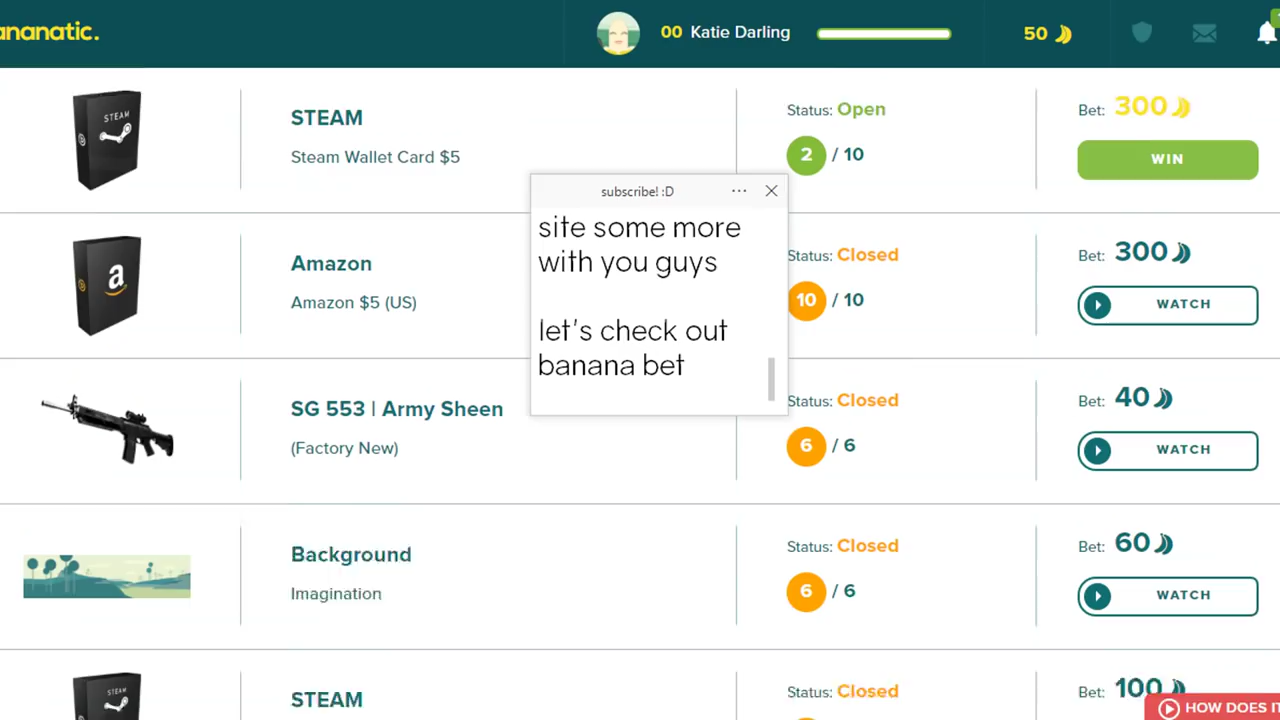 ananatic.
00 Katie Darling
50
STEAM
STEAM
Steam Wallet Card $5
Status: Open
2 / 10
Bet: 300
WIN
subscribe! :D
site some more
with you guys
let's check out
banana bet
a
Amazon
Amazon $5 (US)
Status: Closed
10 / 10
Bet: 300
WATCH
SG 553 | Army Sheen
(Factory New)
Status: Closed
6 / 6
Bet: 40
WATCH
Background
Imagination
Status: Closed
6 / 6
Bet: 60
WATCH
STEAM
STEAM
Status: Closed
Bet: 100
HOW DOES I